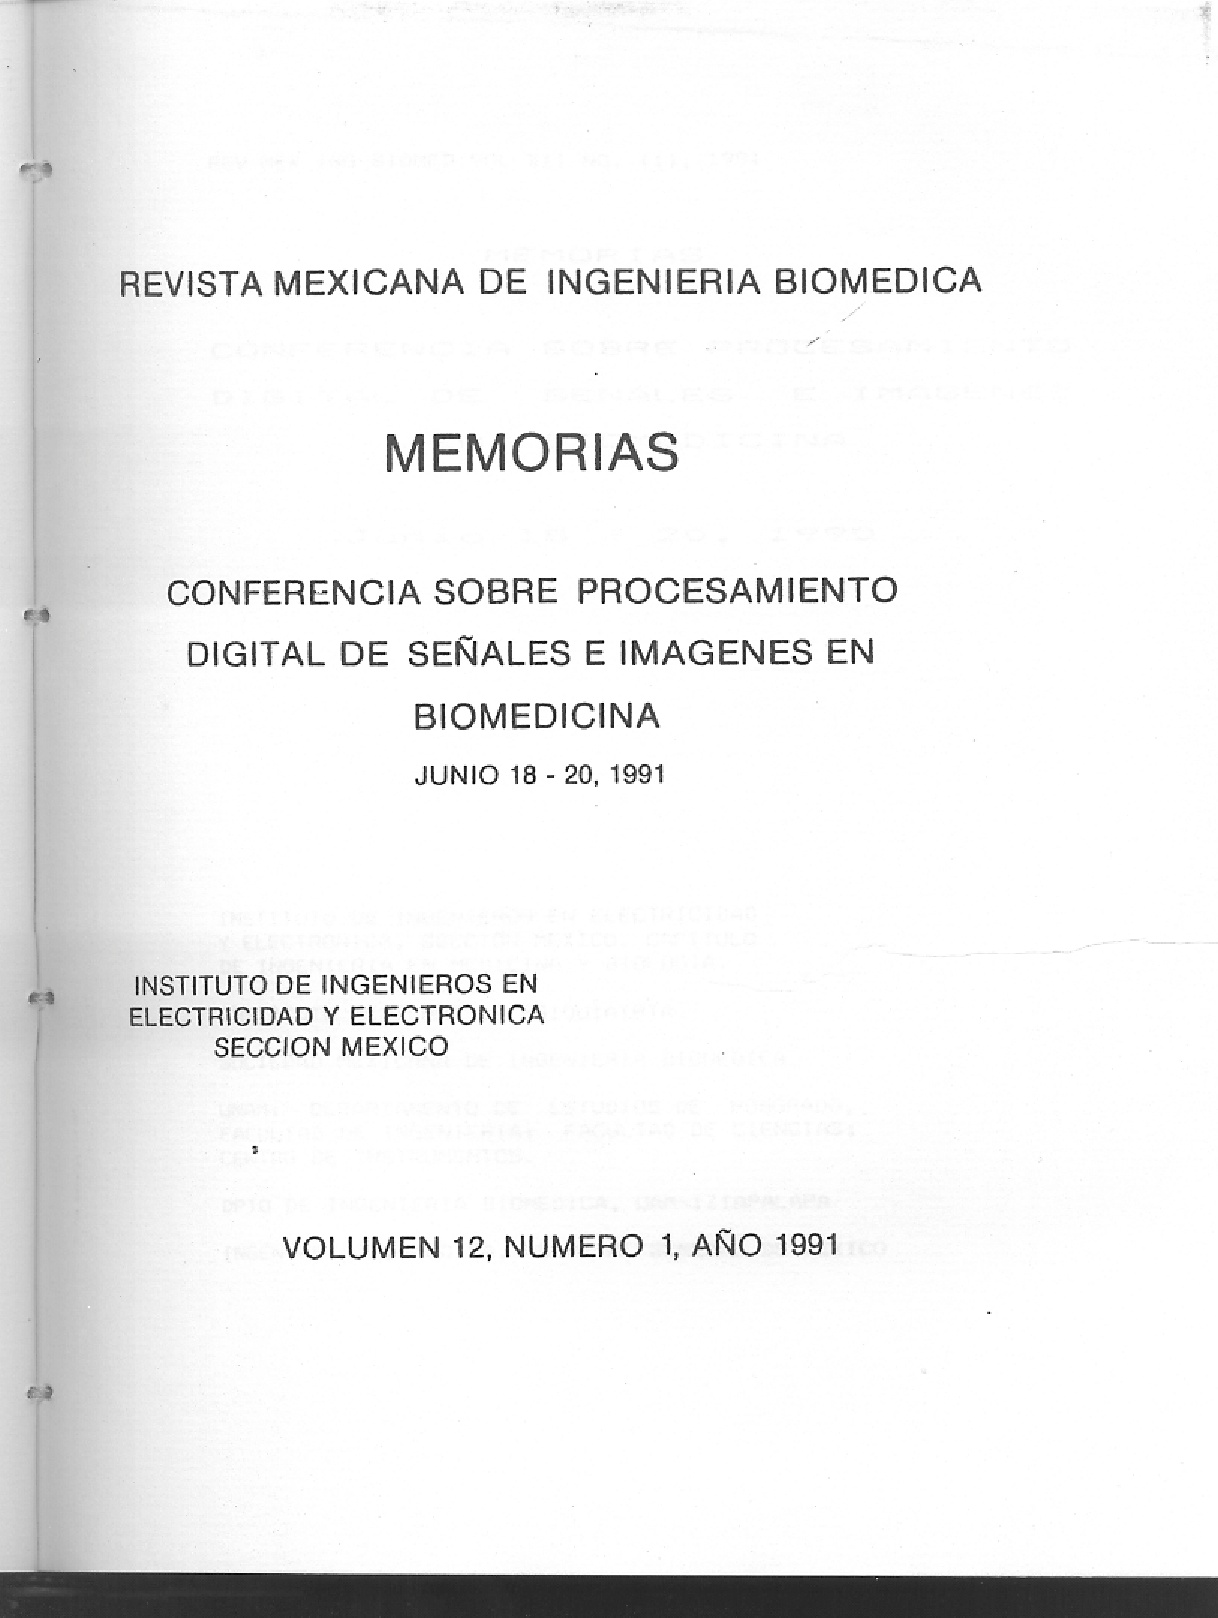 REVISTA MEXICANA DE INGENIERIA BIOMEDICA
MEMORIAS
CONFERENCIA SOBRE PROCESAMIENTO
DIGITAL DE SEÑALES E IMAGENES EN
BIOMEDICINA
JUNIO 18 - 20, 1991
INSTITUTO DE INGENIEROS EN
ELECTRICIDAD Y ELECTRONICA
SECCION MEXICO
VOLUMEN 12, NUMERO 1, AÑO 1991